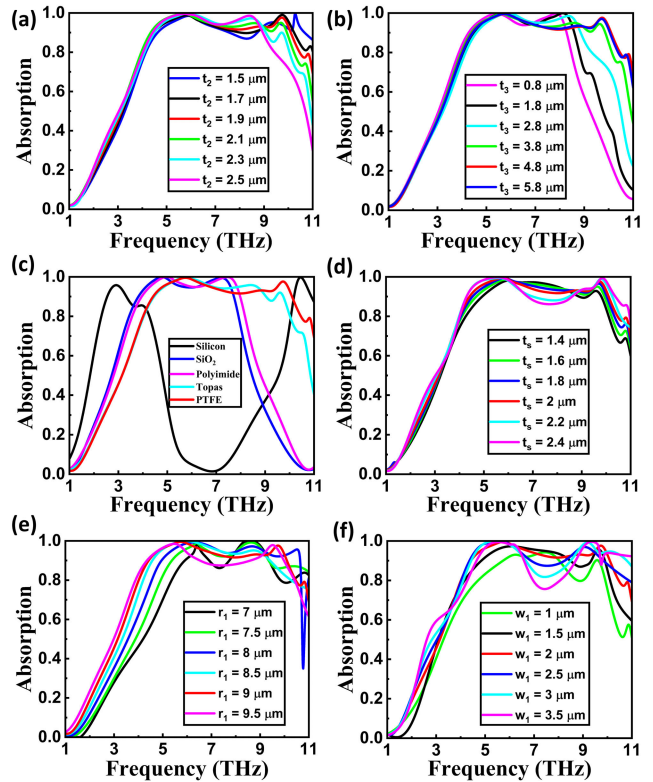 (a)
Absorption
1.0
0.8
0.6
0.4
0.2
0.0
t2 = 1.5 μm
t2 = 1.7 μm
t2 = 1.9 μm
t2 = 2.1 μm
t2 = 2.3 μm
t2 = 2.5 μm
1 3 5 7 9 11
Frequency (THz)
(b)
Absorption
1.0
0.8
0.6
0.4
0.2
0.0
t3 = 0.8 μm
t3 = 1.8 μm
t3 = 2.8 μm
t3 = 3.8 μm
t3 = 4.8 μm
t3 = 5.8 μm
1 3 5 7 9 11
Frequency (THz)
(c)
Absorption
1.0
0.8
0.6
0.4
0.2
0.0
Silicon
SiO2
Polyimide
Topas
PTFE
1 3 5 7 9 11
Frequency (THz)
(d)
Absorption
1.0
0.8
0.6
0.4
0.2
0.0
ts = 1.4 μm
ts = 1.6 μm
ts = 1.8 μm
ts = 2 μm
ts = 2.2 μm
ts = 2.4 μm
1 3 5 7 9 11
Frequency (THz)
(e)
Absorption
1.0
0.8
0.6
0.4
0.2
0.0
r1 = 7 μm
r1 = 7.5 μm
r1 = 8 μm
r1 = 8.5 μm
r1 = 9 μm
r1 = 9.5 μm
1 3 5 7 9 11
Frequency (THz)
(f)
Absorption
1.0
0.8
0.6
0.4
0.2
0.0
w1 = 1 μm
w1 = 1.5 μm
w1 = 2 μm
w1 = 2.5 μm
w1 = 3 μm
w1 = 3.5 μm
1 3 5 7 9 11
Frequency (THz)